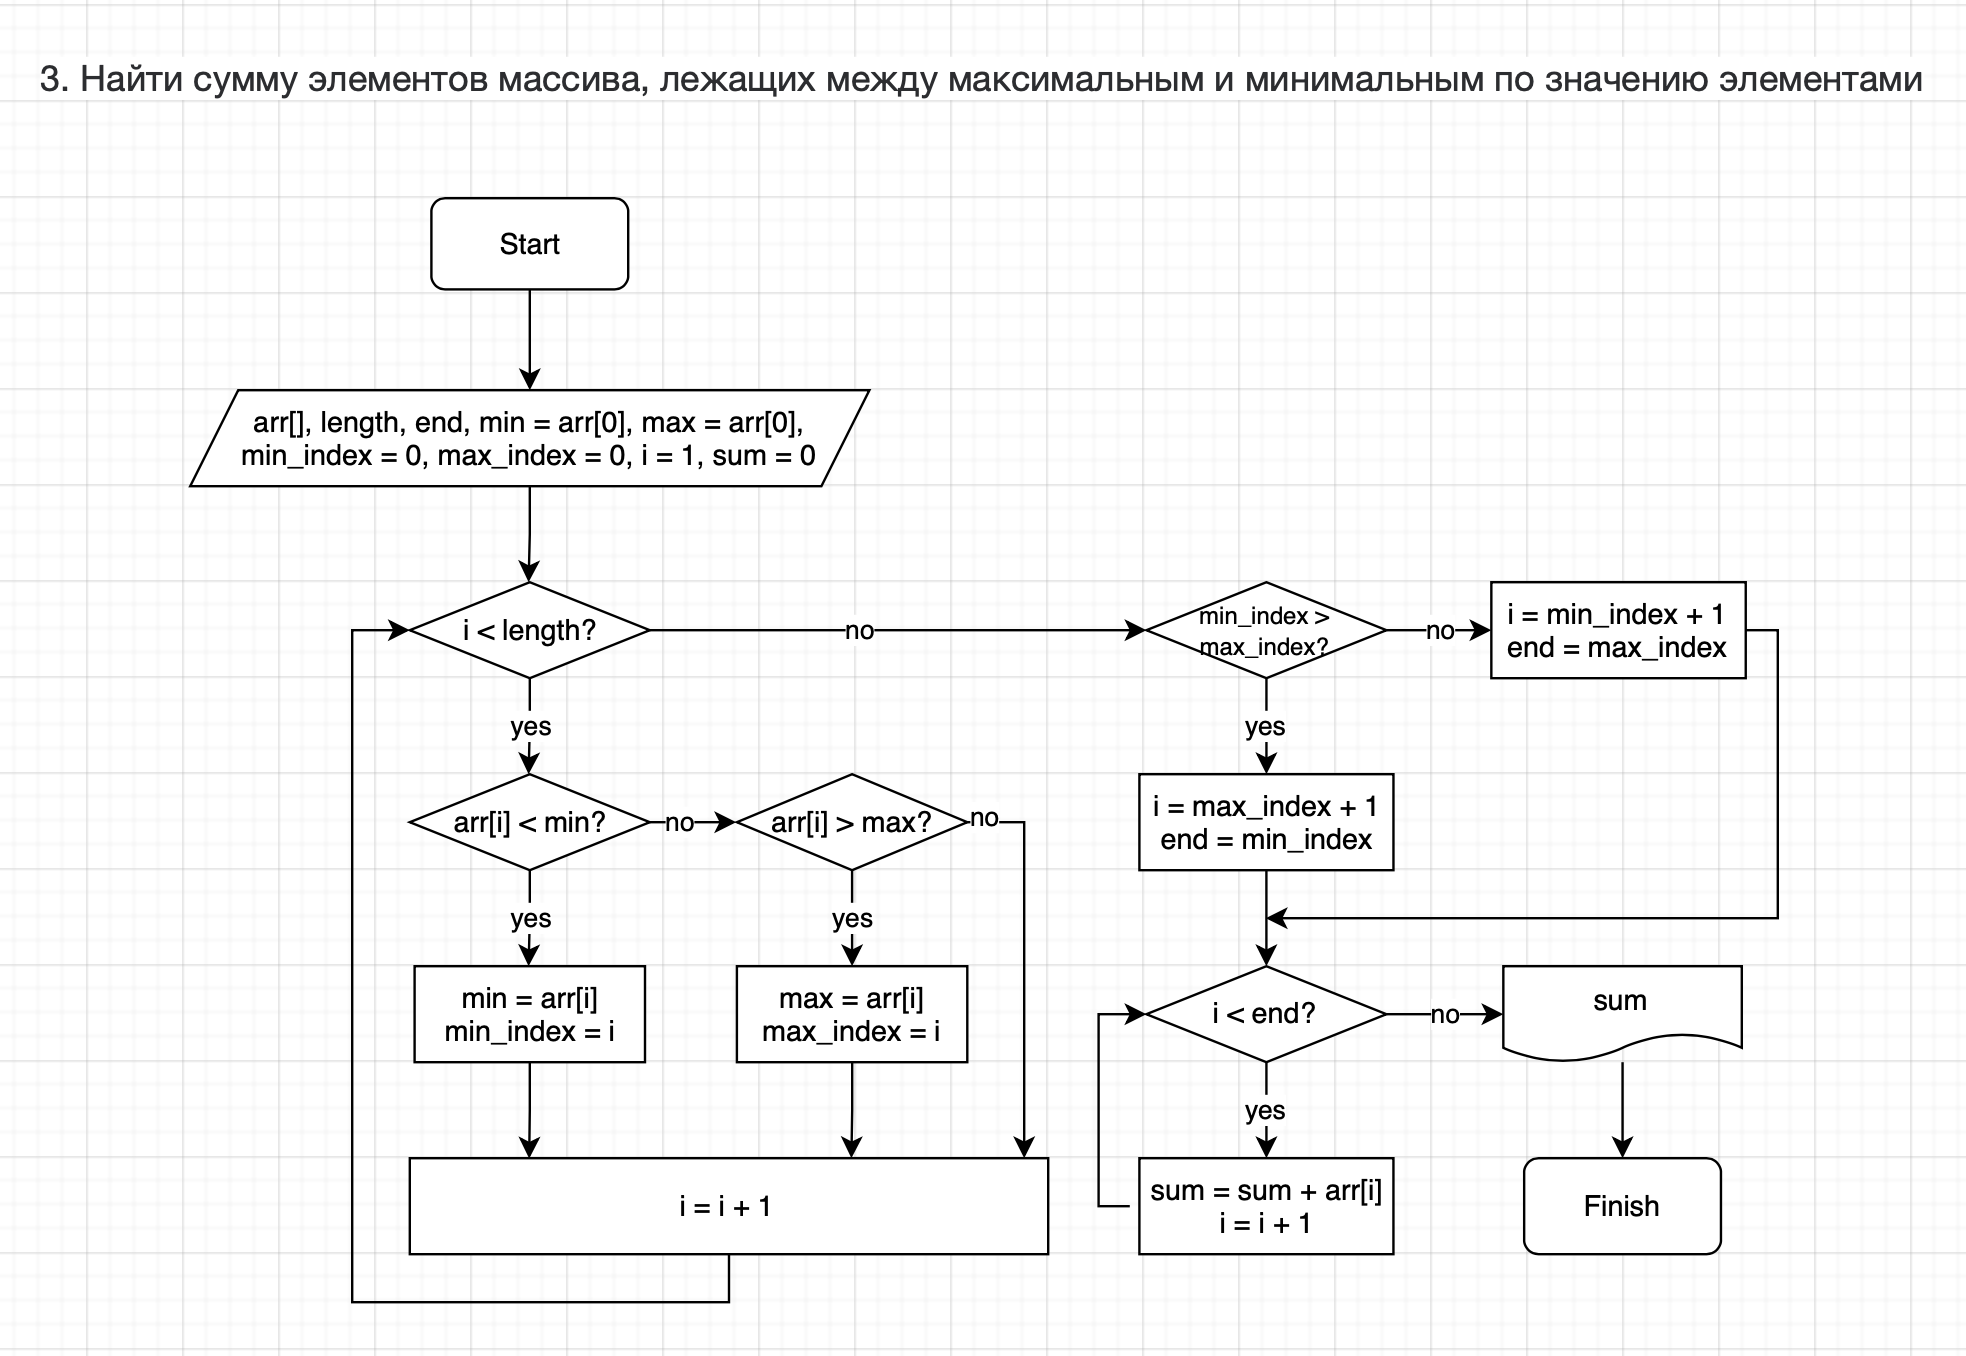 3. Найти сумму элементов массива, лежащих между максимальным и минимальным по значению элементами
Start
arr[], length, end, min = arr[0], max = arr[0],
min_index = 0, max_index = 0, i = 1, sum = 0
i < length?
no
min_index >
max_index?
no
i = min_index + 1
end = max_index
yes
yes
arr[i] < min?
no
arr[i] > max?
no
i = max_index + 1
end = min_index
yes
yes
min = arr[i]
min_index = i
max = arr[i]
max_index = i
i < end?
no
sum
yes
i = i + 1
sum = sum + arr[i]
i = i + 1
Finish